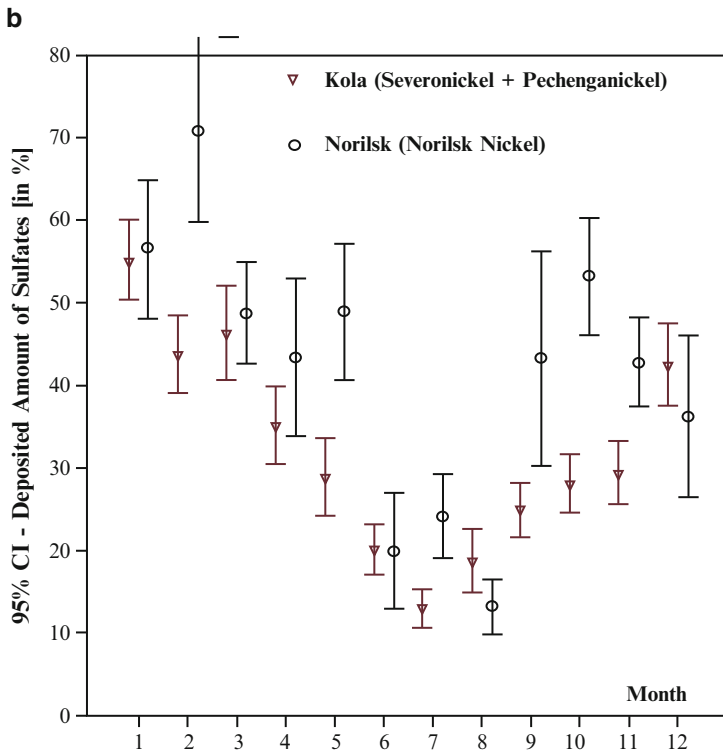 b
80
70
60
50
40
30
20
10
0
95% CI - Deposited Amount of Sulfates [in %]
Kola (Severonickel + Pechenganickel)
Norilsk (Norilsk Nickel)
Month
1 2 3 4 5 6 7 8 9 10 11 12